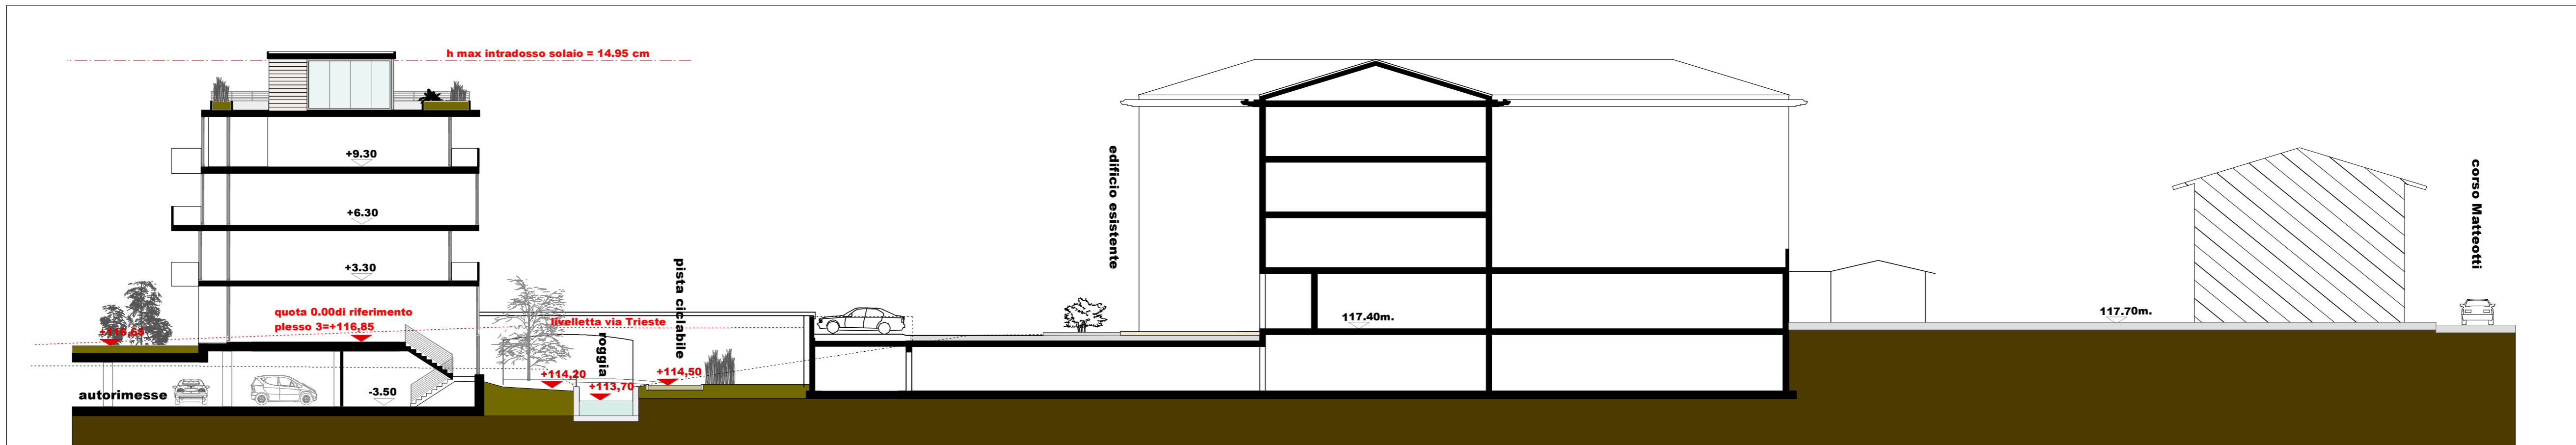 h max intradosso solaio = 14.95 cm
+9.30
+6.30
+3.30
quota 0.00di riferimento
plesso 3=+116,85
autorimesse
-3.50
livelletta via Trieste
roggia
pista ciclabile
+114,20
+113,70
+114,50
edificio esistente
117.40m.
117.70m.
corso Matteotti